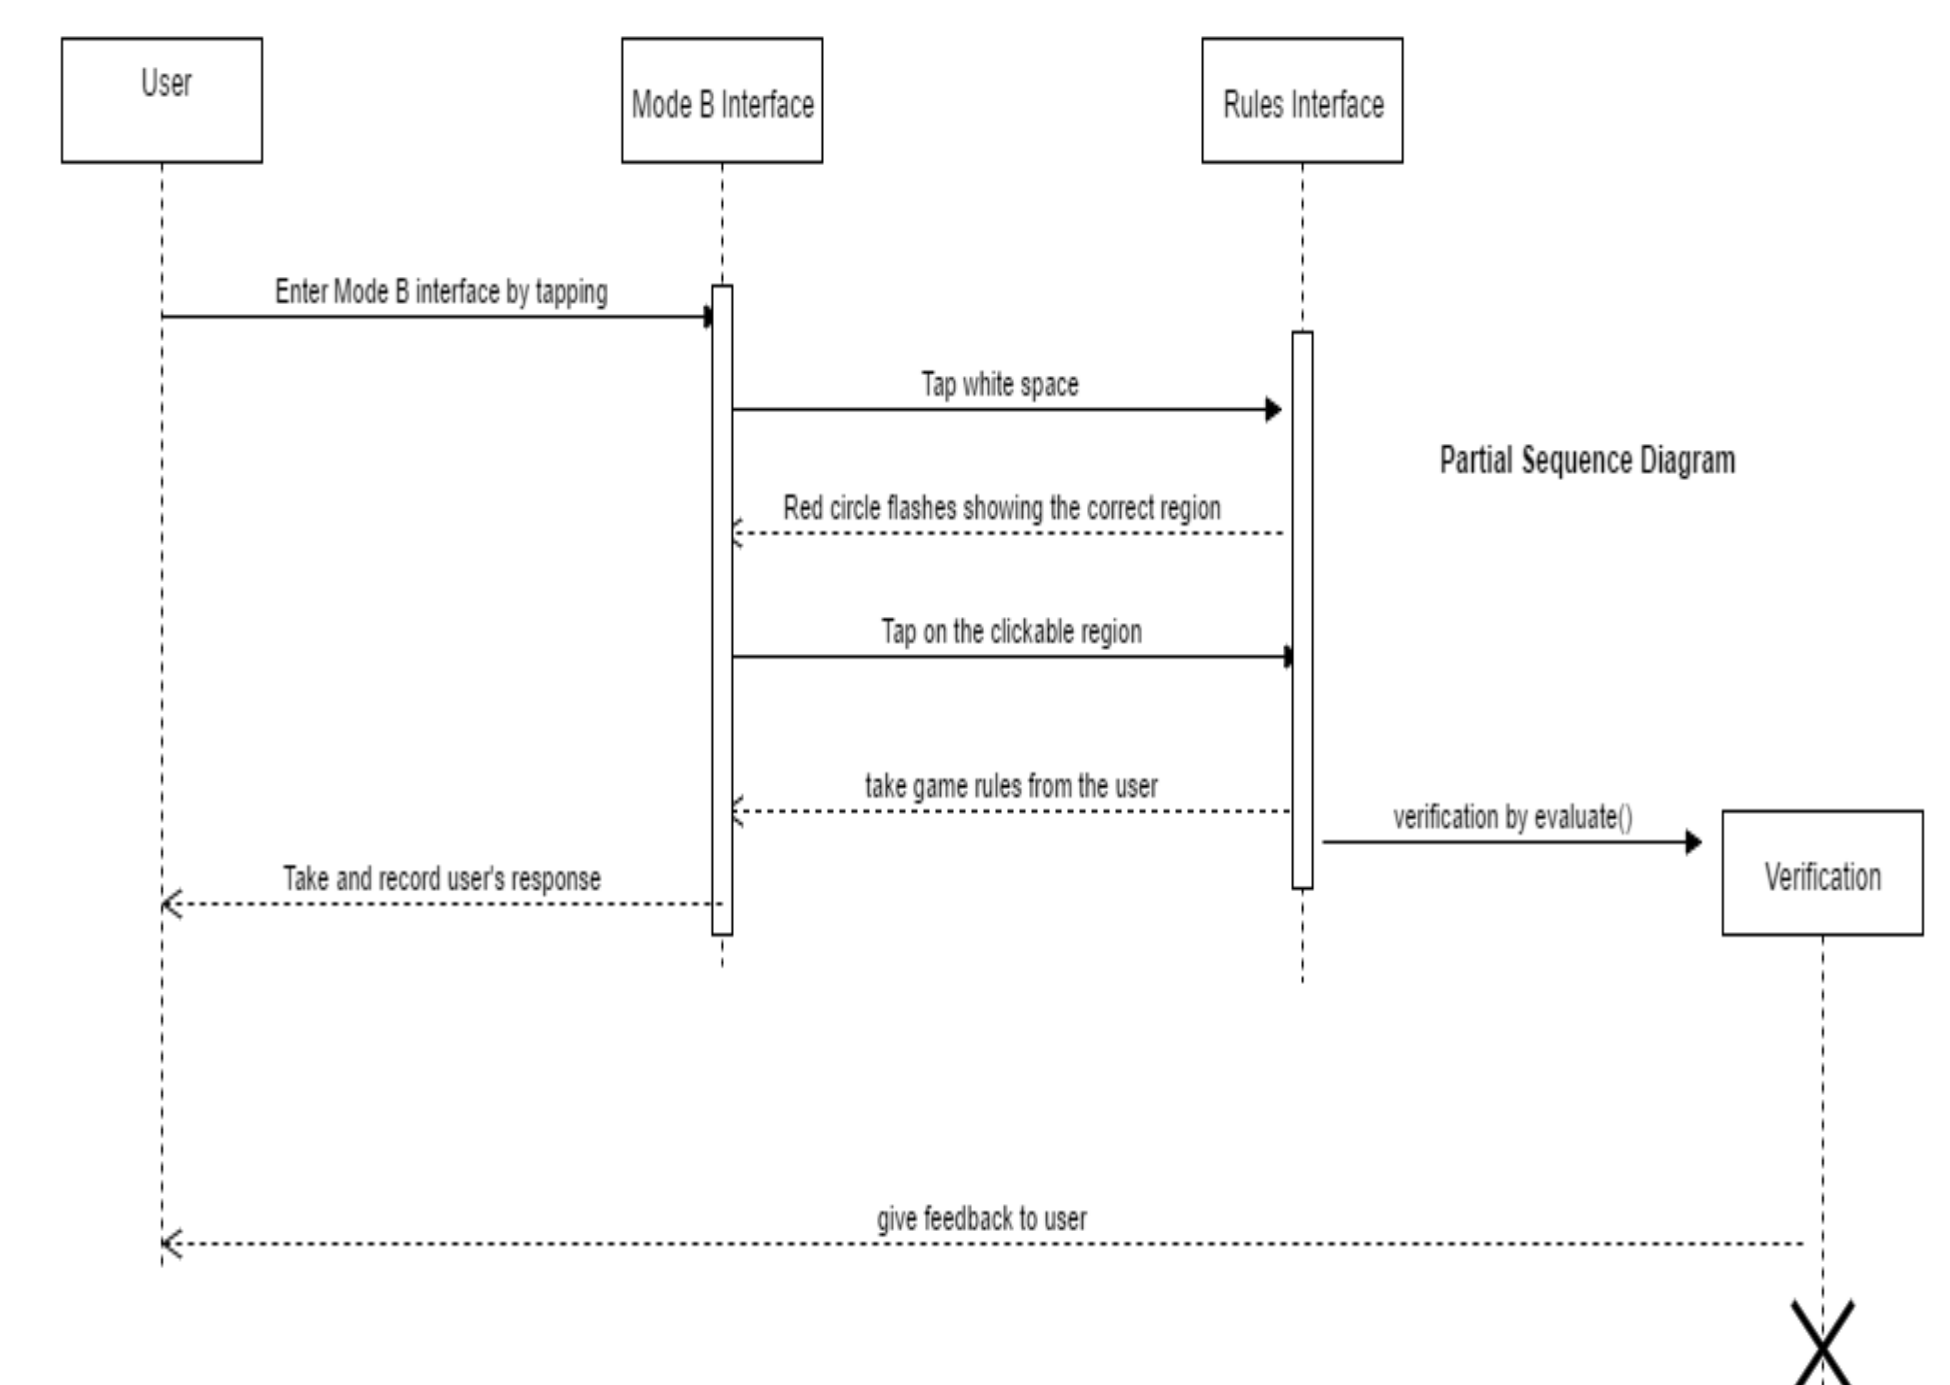 User
Mode B Interface
Rules Interface
Enter Mode B interface by tapping
Tap white space
Partial Sequence Diagram
Red circle flashes showing the correct region
Tap on the clickable region
take game rules from the user
verification by evaluate()
Verification
Take and record user's response
give feedback to user